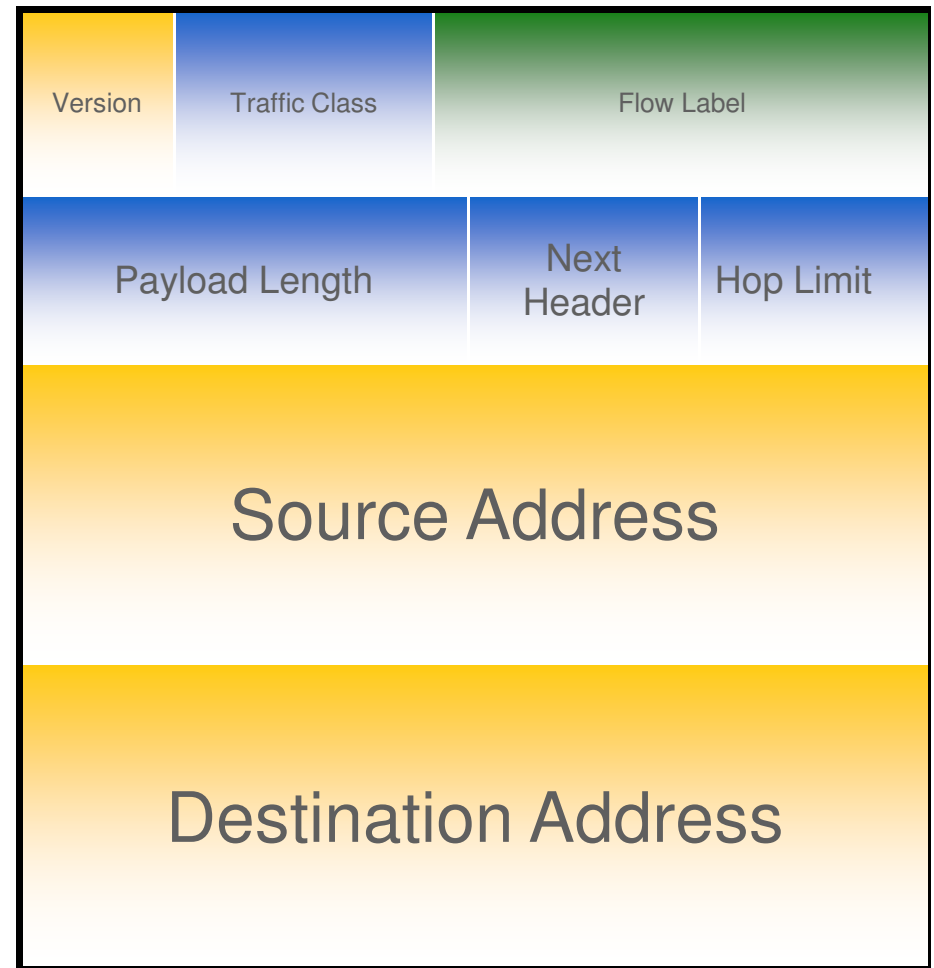 Version
Traffic Class
Flow Label
Payload Length
Next
Header
Hop Limit
Source Address
Destination Address